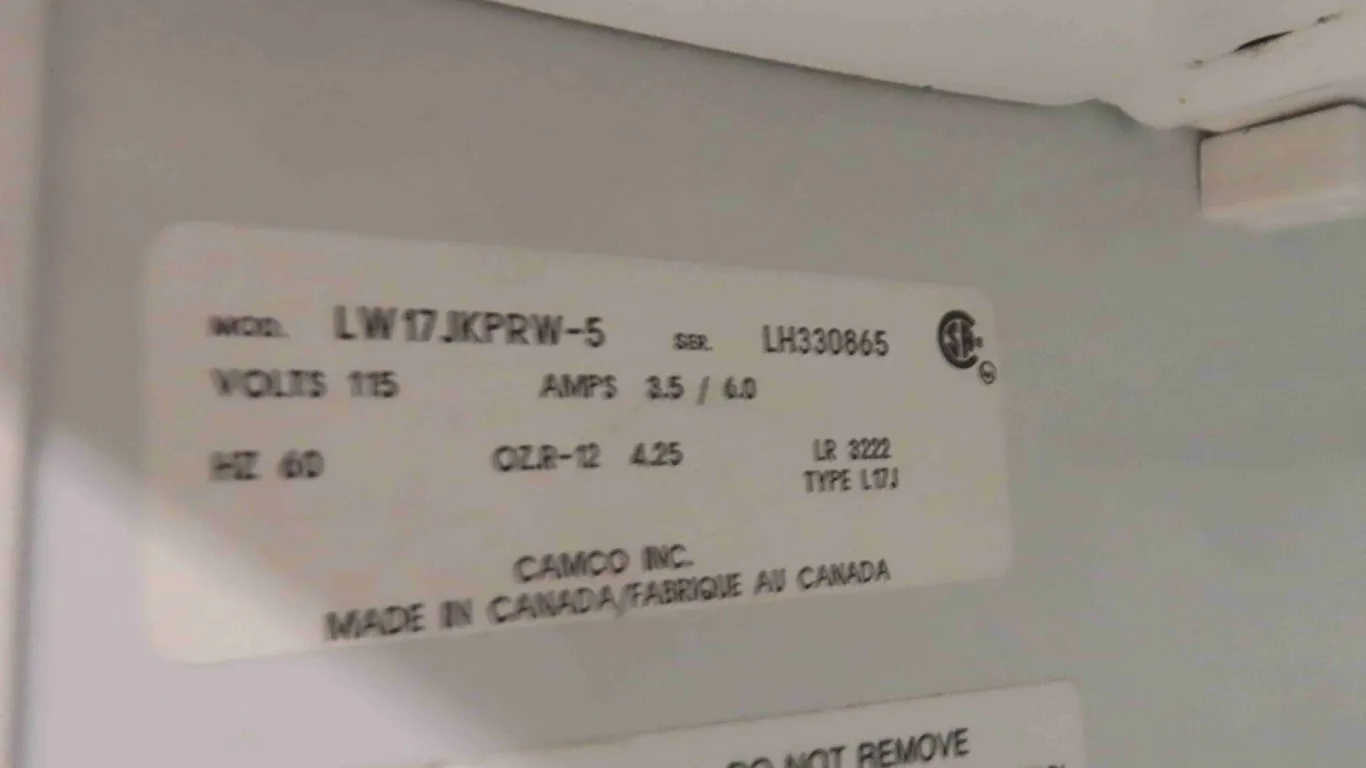 MOD. LW17JKPRW-5 SER. LH330865
VOLTS 115 AMPS 3.5 / 6.0
HZ 60 OZ.R-12 4.25 LR 3222
TYPE L17J
CAMCO INC.
MADE IN CANADA/FABRIQUE AU CANADA
DO NOT REMOVE